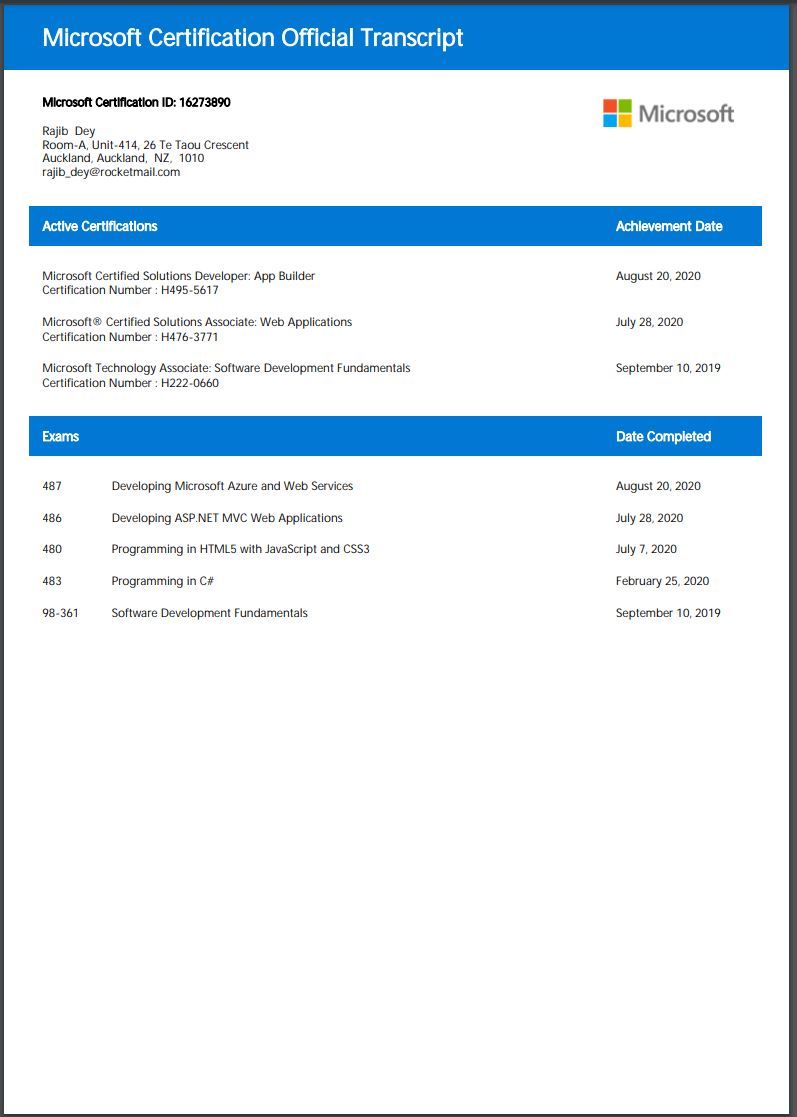 Microsoft Certification Official Transcript
Microsoft Certification ID: 16273890
Microsoft
Rajib Dey
Room-A, Unit-414, 26 Te Taou Crescent
Auckland, Auckland, NZ, 1010
rajib_dey@rocketmail.com
Active Certifications Achievement Date
Microsoft Certified Solutions Developer: App Builder August 20, 2020
Certification Number : H495-5617
Microsoft® Certified Solutions Associate: Web Applications July 28, 2020
Certification Number : H476-3771
Microsoft Technology Associate: Software Development Fundamentals September 10, 2019
Certification Number : H222-0660
Exams Date Completed
487 Developing Microsoft Azure and Web Services August 20, 2020
486 Developing ASP.NET MVC Web Applications July 28, 2020
480 Programming in HTML5 with JavaScript and CSS3 July 7, 2020
483 Programming in C# February 25, 2020
98-361 Software Development Fundamentals September 10, 2019